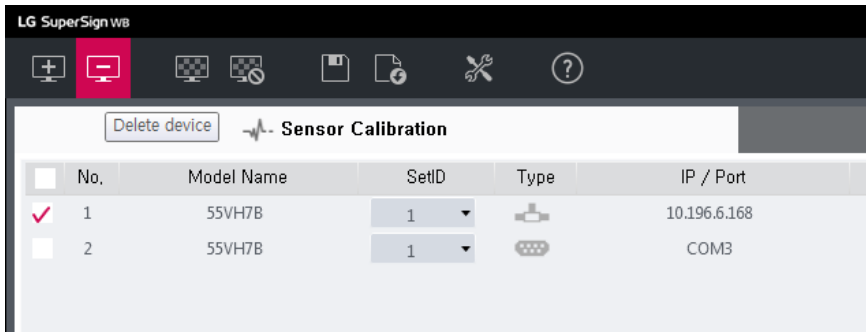 LG SuperSign WB
?
Delete device Sensor Calibration
No. Model Name SetID Type IP / Port
1 55VH7B 1 10.196.6.168
2 55VH7B 1 COM3